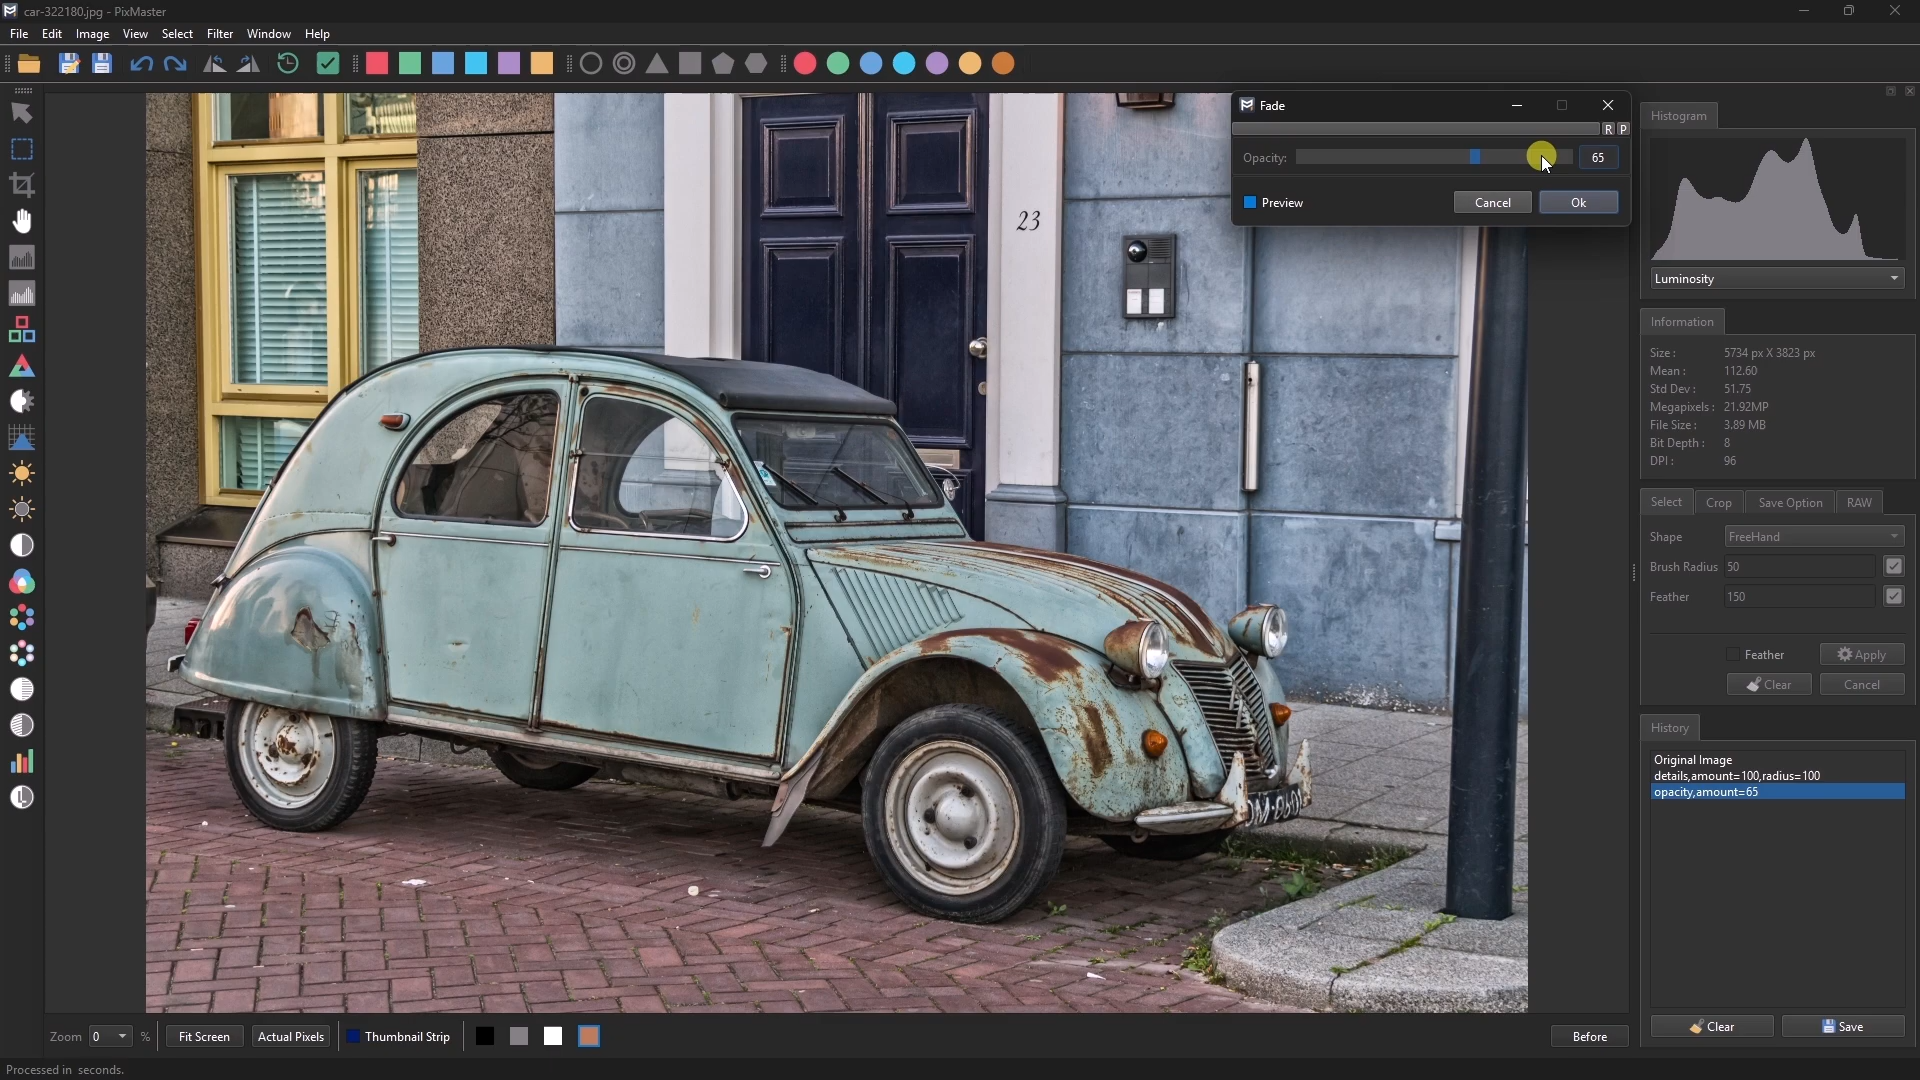 car-322180.jpg - PixMaster
File Edit Image View Select Filter Window Help
Fade
R P
Opacity: 65
Preview Cancel Ok
23
Histogram
Luminosity
Information
Size : 5734 px X 3823 px
Mean : 112.60
Std Dev : 51.75
Megapixels : 21.92MP
File Size : 3.89 MB
Bit Depth : 8
DPI : 96
Select Crop Save Option RAW
Shape FreeHand
Brush Radius 50
Feather 150
Feather Apply
Clear Cancel
History
Original Image
details,amount=100,radius=100
opacity,amount=65
Clear Save
Zoom 0 % Fit Screen Actual Pixels Thumbnail Strip Before
Processed in seconds.